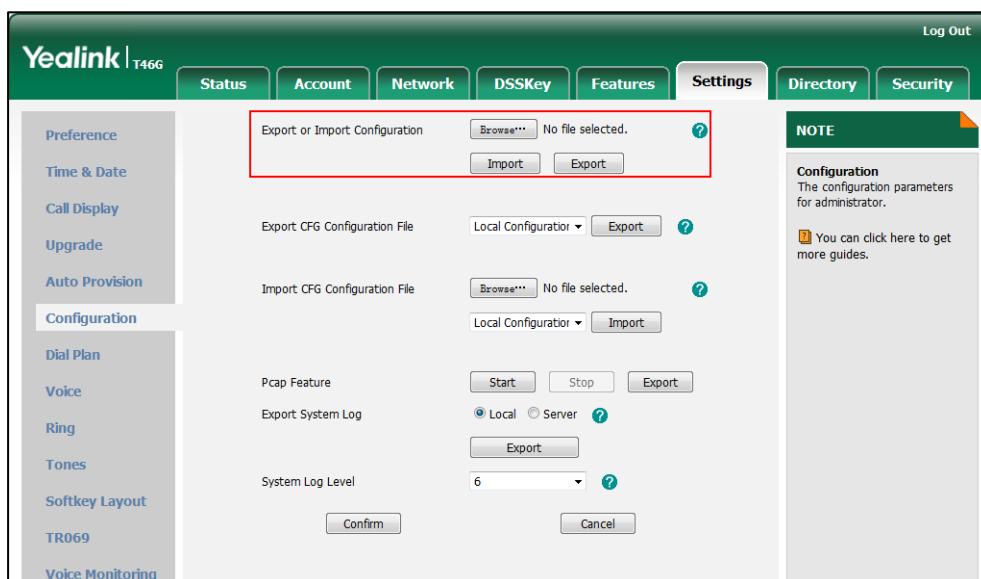 Log Out
Yealink T46G
Status Account Network DSSKey Features Settings Directory Security
Preference
Time & Date
Call Display
Upgrade
Auto Provision
Configuration
Dial Plan
Voice
Ring
Tones
Softkey Layout
TR069
Voice Monitoring
Export or Import Configuration Browse... No file selected. ?
Import Export
Export CFG Configuration File Local Configuration Export ?
Import CFG Configuration File Browse... No file selected. ?
Local Configuration Import
Pcap Feature Start Stop Export
Export System Log Local Server ?
Export
System Log Level 6 ?
Confirm Cancel
NOTE
Configuration
The configuration parameters
for administrator.
? You can click here to get
more guides.